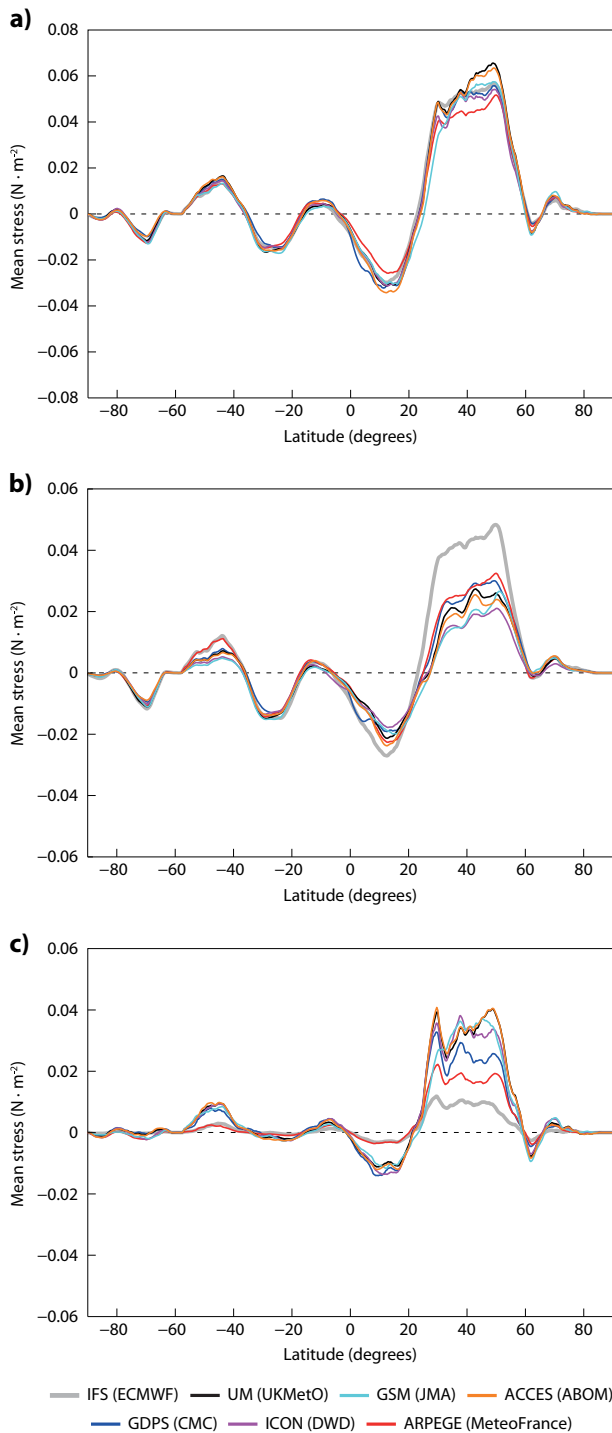 a)
0.08
0.06
0.04
0.02
0
−0.02
−0.04
−0.06
−0.08
Mean stress (N · m⁻²)
−80 −60 −40 −20 0 20 40 60 80
Latitude (degrees)
b)
0.06
0.04
0.02
0
−0.02
−0.04
−0.06
Mean stress (N · m⁻²)
−80 −60 −40 −20 0 20 40 60 80
Latitude (degrees)
c)
0.06
0.04
0.02
0
−0.02
−0.04
−0.06
Mean stress (N · m⁻²)
−80 −60 −40 −20 0 20 40 60 80
Latitude (degrees)
IFS (ECMWF) UM (UKMetO) GSM (JMA) ACCES (ABOM)
GDPS (CMC) ICON (DWD) ARPEGE (MeteoFrance)